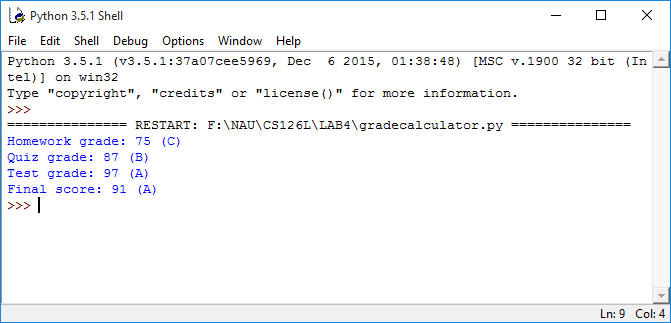 Python 3.5.1 Shell
File Edit Shell Debug Options Window Help
Python 3.5.1 (v3.5.1:37a07cee5969, Dec  6 2015, 01:38:48) [MSC v.1900 32 bit (In
tel)] on win32
Type "copyright", "credits" or "license()" for more information.
>>>
=============== RESTART: F:\NAU\CS126L\LAB4\gradecalculator.py ===============
Homework grade: 75 (C)
Quiz grade: 87 (B)
Test grade: 97 (A)
Final score: 91 (A)
>>>
Ln: 9 Col: 4